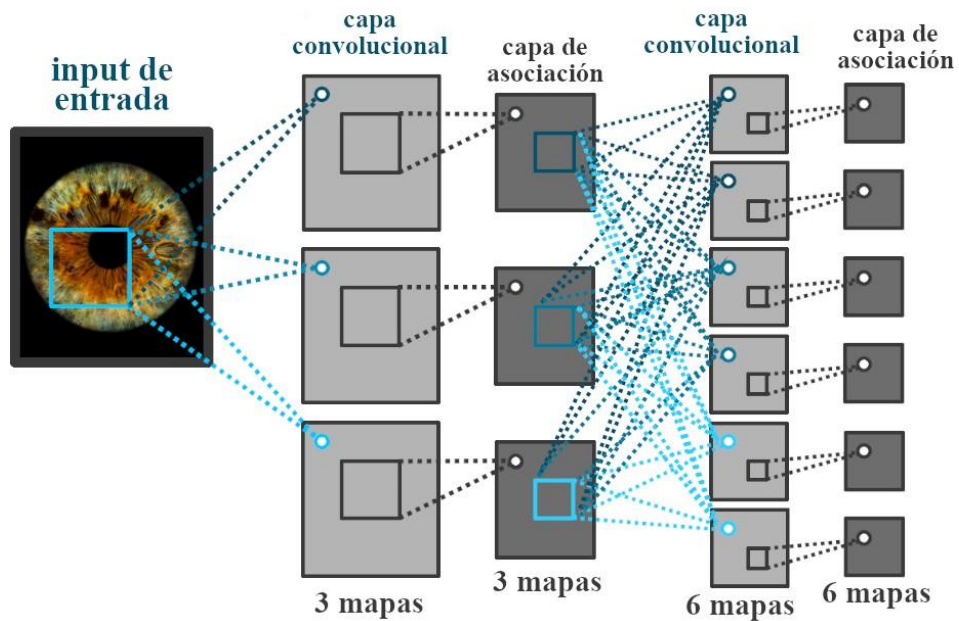 input de
entrada
capa
convolucional
capa de
asociación
capa
convolucional
capa de
asociación
3 mapas
3 mapas
6 mapas
6 mapas